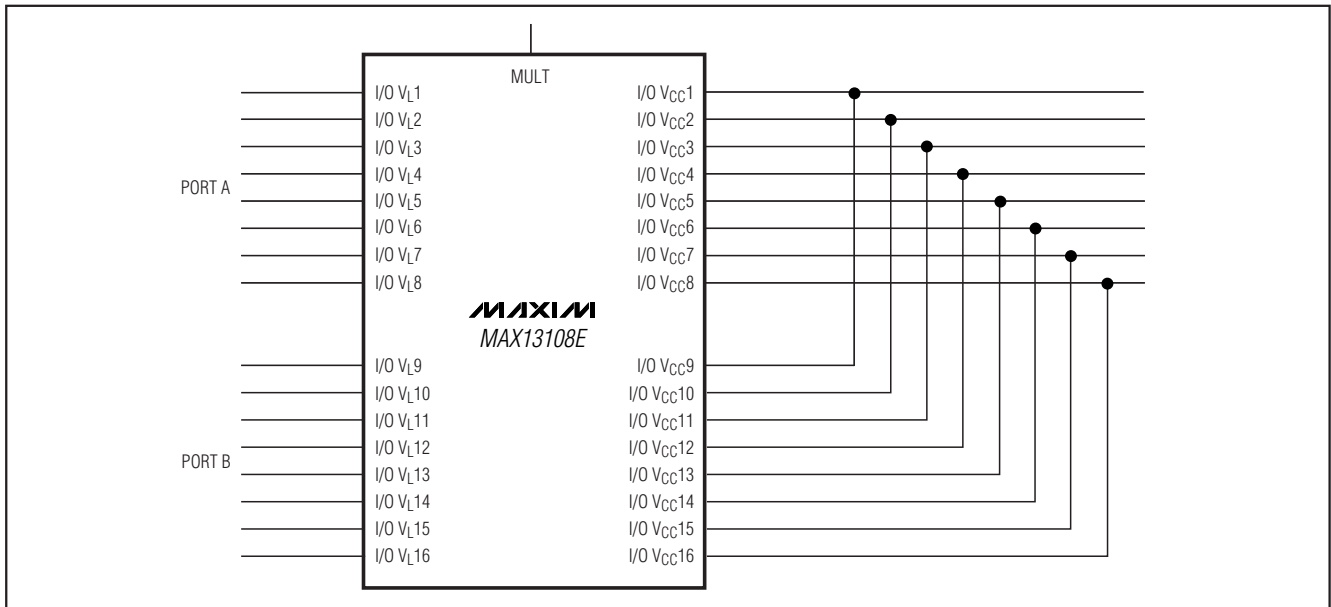 MULT
I/O VL1
I/O VL2
I/O VL3
I/O VL4
I/O VL5
I/O VL6
I/O VL7
I/O VL8
PORT A
I/O VCC1
I/O VCC2
I/O VCC3
I/O VCC4
I/O VCC5
I/O VCC6
I/O VCC7
I/O VCC8
MAXIM
MAX13108E
I/O VL9
I/O VL10
I/O VL11
I/O VL12
I/O VL13
I/O VL14
I/O VL15
I/O VL16
PORT B
I/O VCC9
I/O VCC10
I/O VCC11
I/O VCC12
I/O VCC13
I/O VCC14
I/O VCC15
I/O VCC16